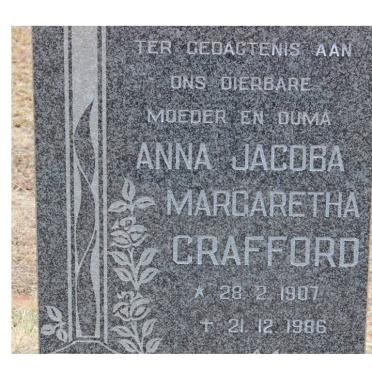 TER GEDAGTENIS AAN
ONS DIERBARE
MOEDER EN OUMA
ANNA JACOBA
MARGARETHA
CRAFFORD
* 28. 2. 1907
+ 21. 12. 1986